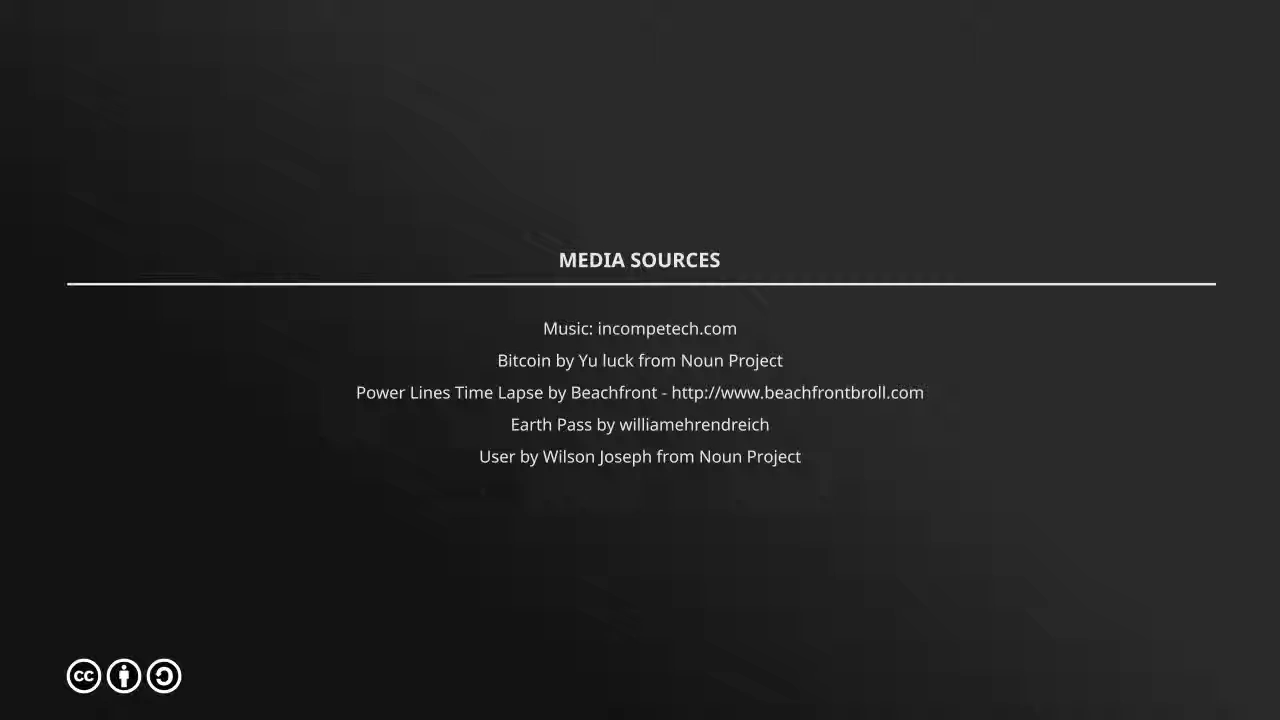 MEDIA SOURCES
Music: incompetech.com
Bitcoin by Yu luck from Noun Project
Power Lines Time Lapse by Beachfront - http://www.beachfrontbroll.com
Earth Pass by williamehrendreich
User by Wilson Joseph from Noun Project
cc